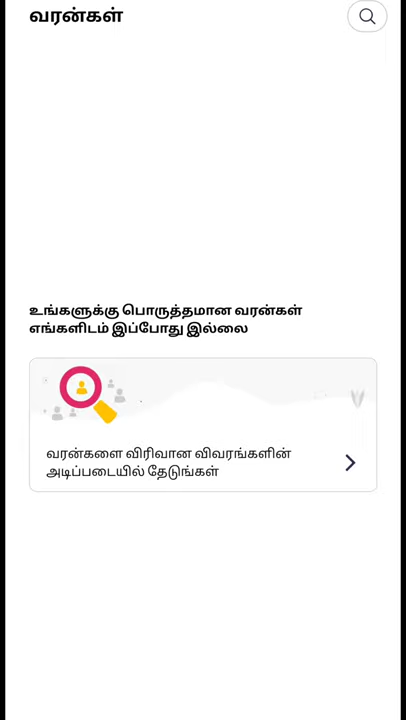 வரன்கள்
உங்களுக்கு பொருத்தமான வரன்கள்
எங்களிடம் இப்போது இல்லை
வரன்களை விரிவான விவரங்களின்
அடிப்படையில் தேடுங்கள்